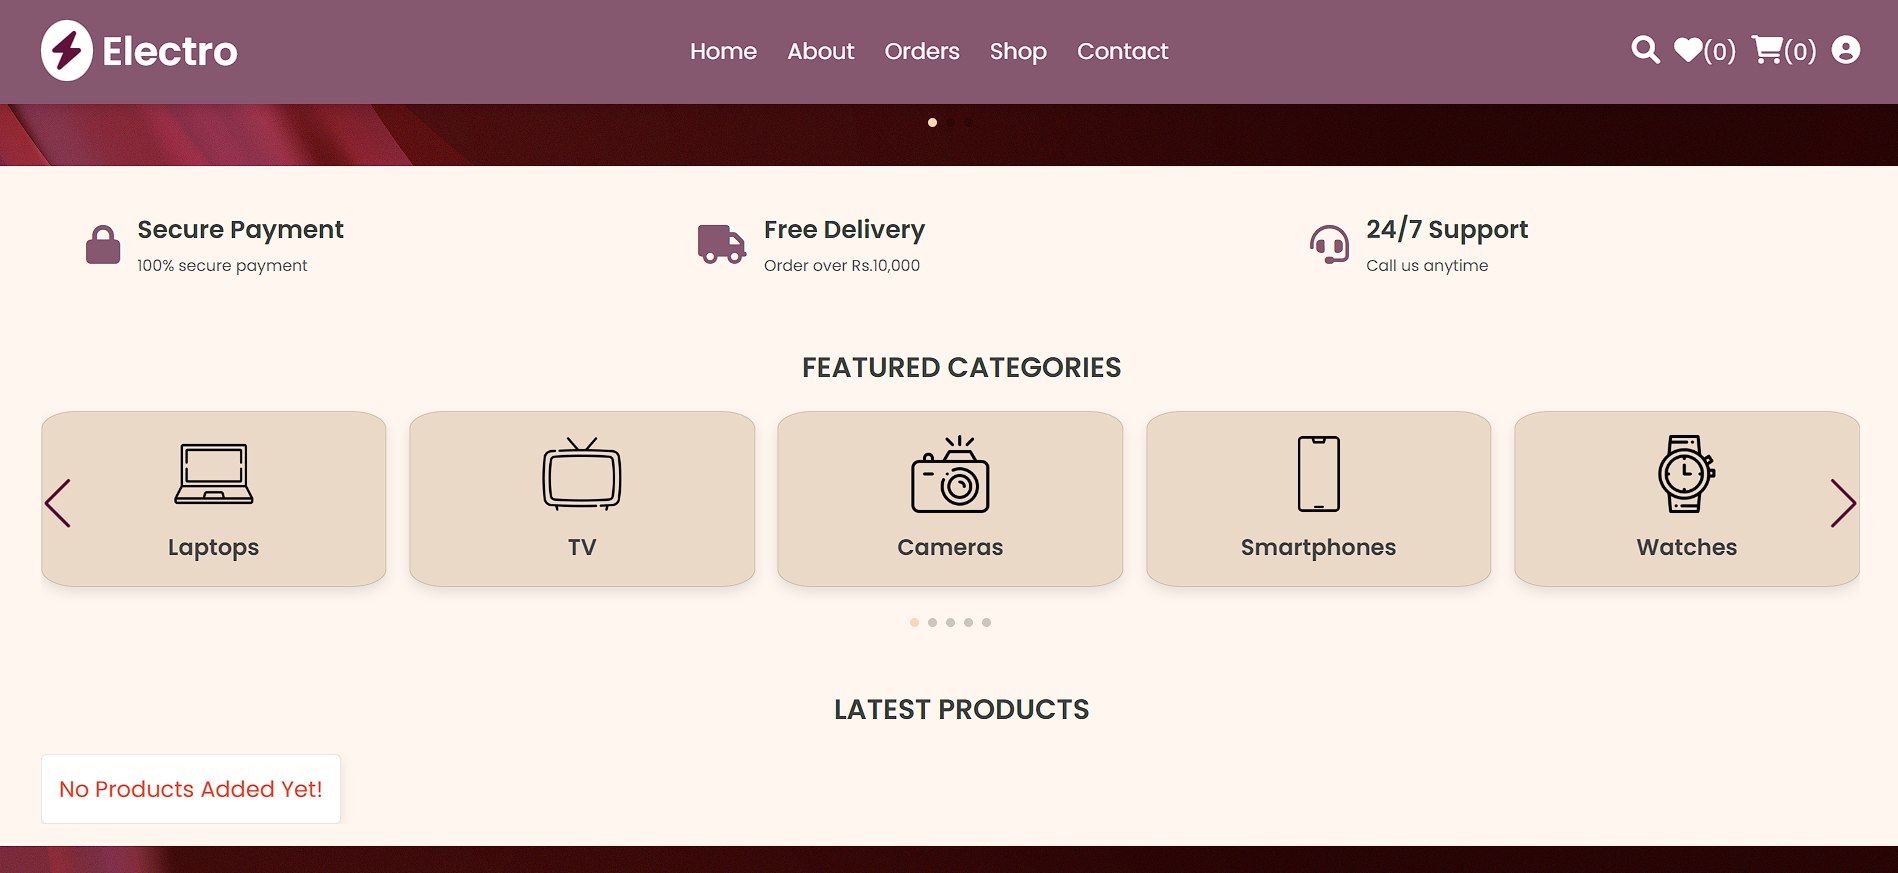 Electro
Home About Orders Shop Contact
(0) (0)
Secure Payment
100% secure payment
Free Delivery
Order over Rs.10,000
24/7 Support
Call us anytime
FEATURED CATEGORIES
Laptops
TV
Cameras
Smartphones
Watches
LATEST PRODUCTS
No Products Added Yet!